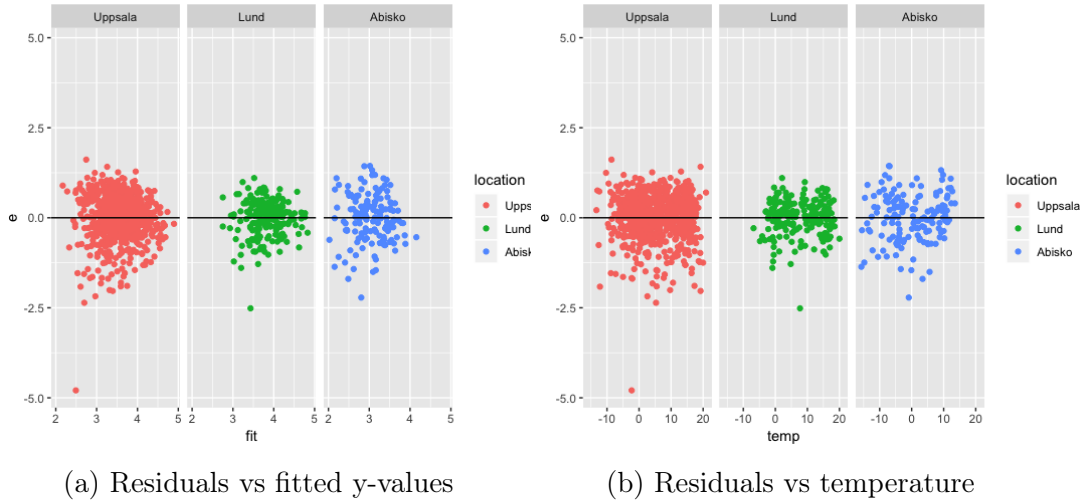 Uppsala Lund Abisko
5.0
2.5
0.0
-2.5
-5.0
e
2 3 4 5 2 3 4 5 2 3 4 5
fit
location
Upps
Lund
Abisk
(a) Residuals vs fitted y-values
Uppsala Lund Abisko
5.0
2.5
0.0
-2.5
-5.0
e
-10 0 10 20 -10 0 10 20 -10 0 10 20
temp
location
Uppsala
Lund
Abisko
(b) Residuals vs temperature